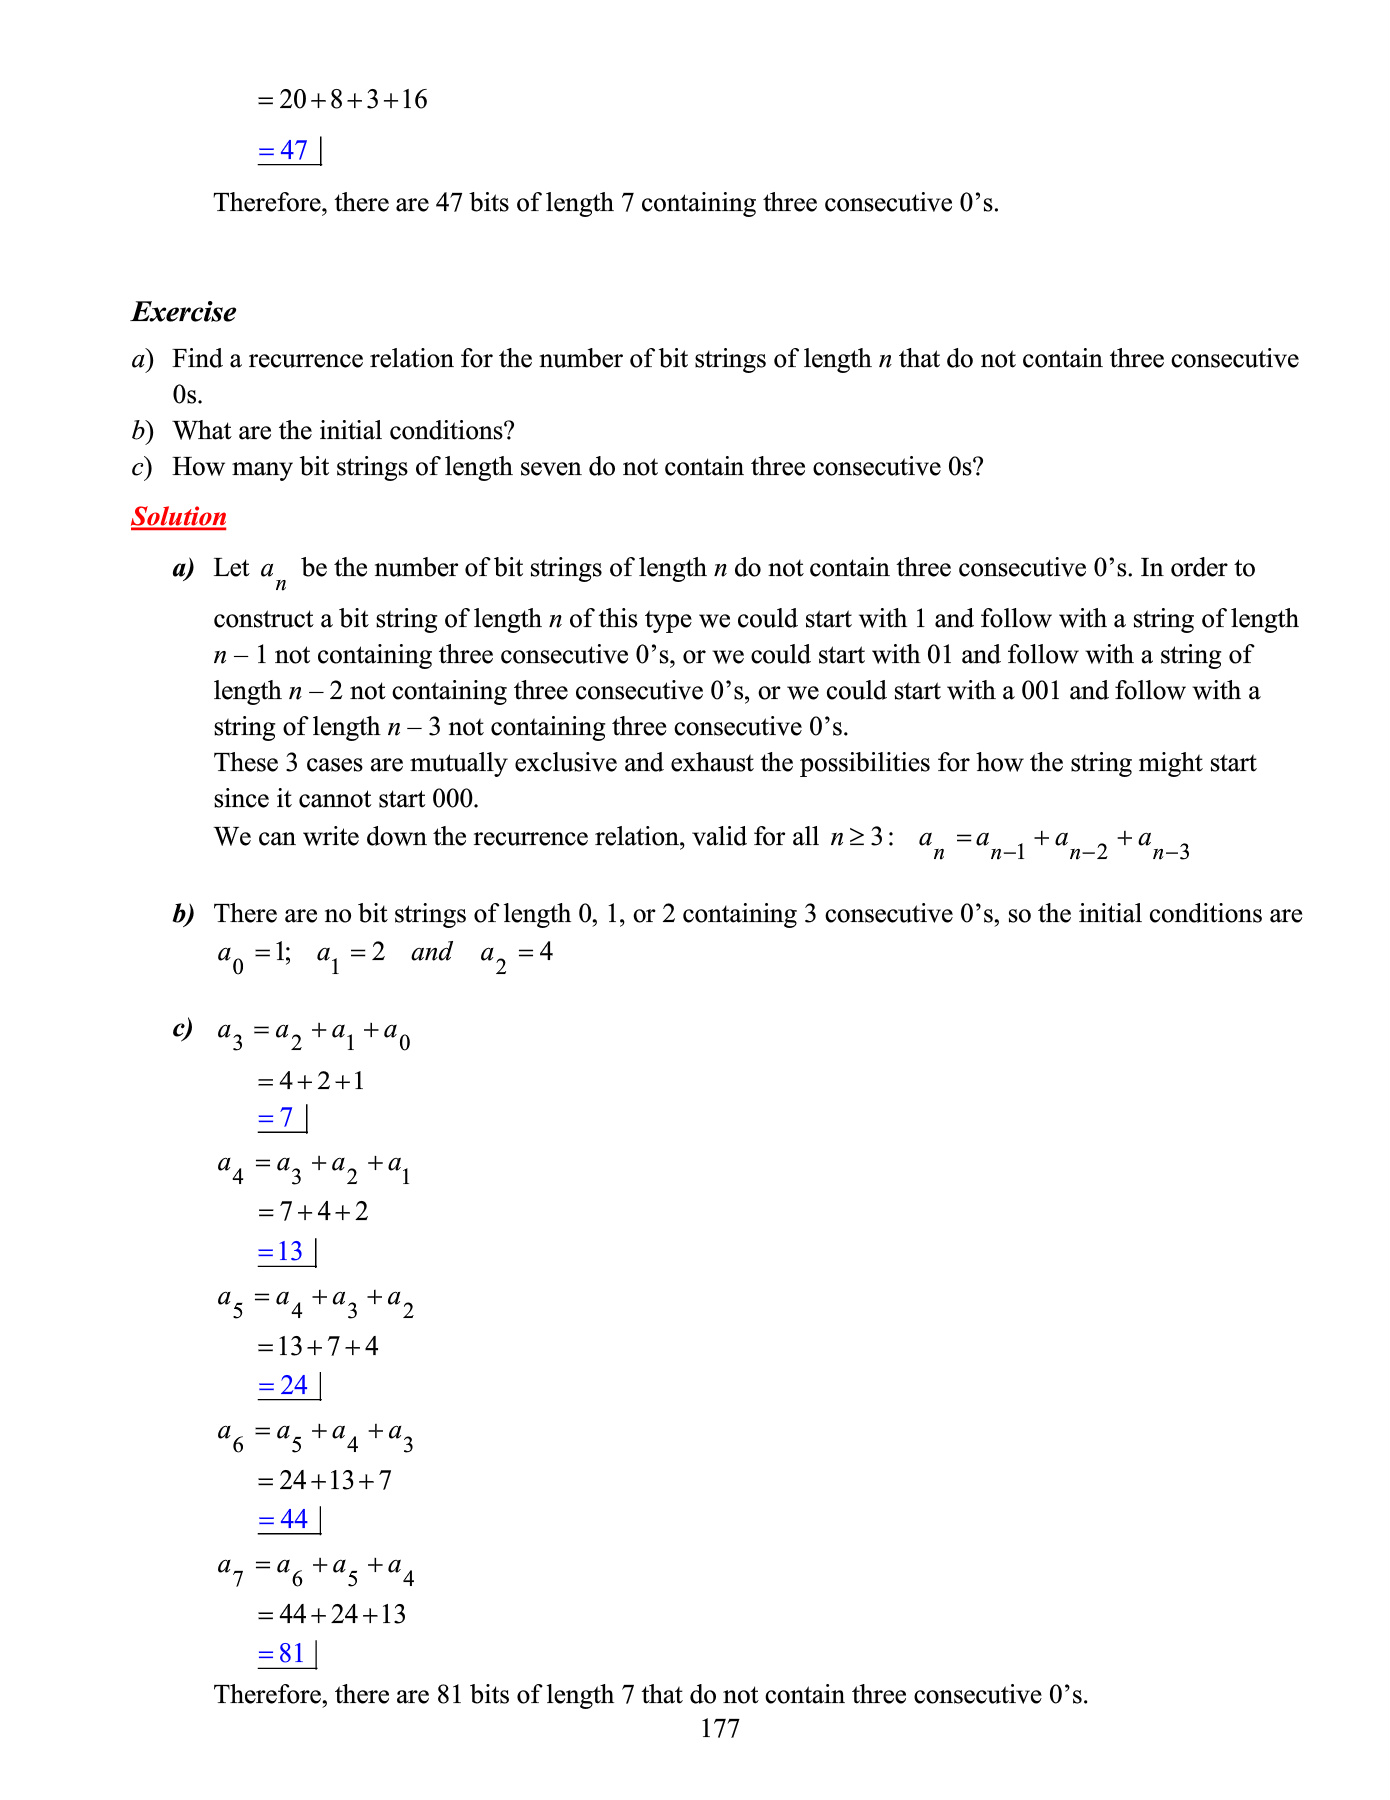 = 20 + 8 + 3 + 16
= 47
Therefore, there are 47 bits of length 7 containing three consecutive 0’s.
Exercise
a) Find a recurrence relation for the number of bit strings of length n that do not contain three consecutive
0s.
b) What are the initial conditions?
c) How many bit strings of length seven do not contain three consecutive 0s?
Solution
a) Let a_n be the number of bit strings of length n do not contain three consecutive 0’s. In order to
construct a bit string of length n of this type we could start with 1 and follow with a string of length
n – 1 not containing three consecutive 0’s, or we could start with 01 and follow with a string of
length n – 2 not containing three consecutive 0’s, or we could start with a 001 and follow with a
string of length n – 3 not containing three consecutive 0’s.
These 3 cases are mutually exclusive and exhaust the possibilities for how the string might start
since it cannot start 000.
We can write down the recurrence relation, valid for all n ≥ 3 : a_n = a_{n−1} + a_{n−2} + a_{n−3}
b) There are no bit strings of length 0, 1, or 2 containing 3 consecutive 0’s, so the initial conditions are
a_0 = 1; a_1 = 2 and a_2 = 4
c) a_3 = a_2 + a_1 + a_0
= 4 + 2 + 1
= 7
a_4 = a_3 + a_2 + a_1
= 7 + 4 + 2
= 13
a_5 = a_4 + a_3 + a_2
= 13 + 7 + 4
= 24
a_6 = a_5 + a_4 + a_3
= 24 + 13 + 7
= 44
a_7 = a_6 + a_5 + a_4
= 44 + 24 + 13
= 81
Therefore, there are 81 bits of length 7 that do not contain three consecutive 0’s.
177